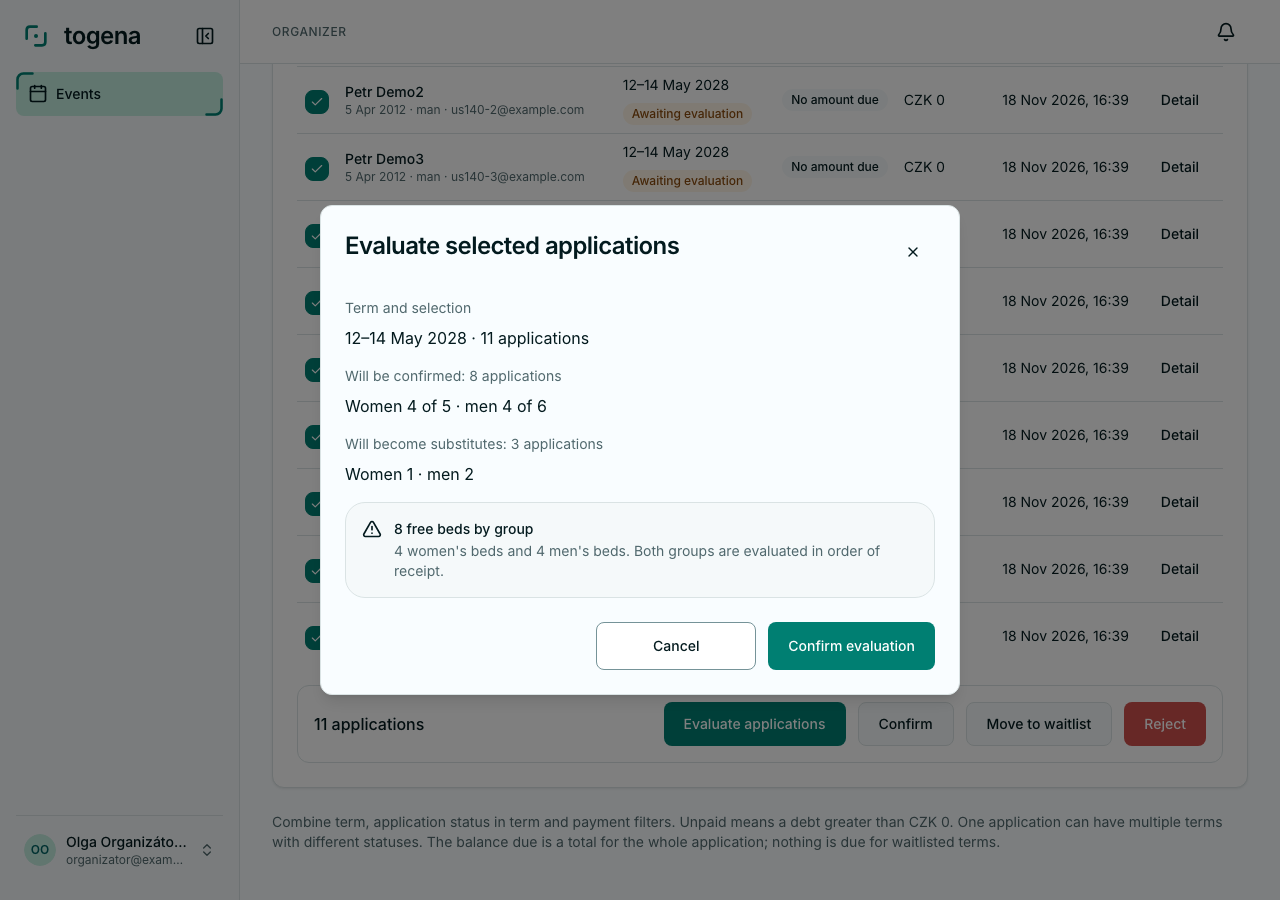 togena
ORGANIZER
Events
Petr Demo2
5 Apr 2012 · man · us140-2@example.com
12–14 May 2028
Awaiting evaluation
No amount due
CZK 0
18 Nov 2026, 16:39
Detail
Petr Demo3
5 Apr 2012 · man · us140-3@example.com
12–14 May 2028
Awaiting evaluation
No amount due
CZK 0
18 Nov 2026, 16:39
Detail
18 Nov 2026, 16:39
Detail
18 Nov 2026, 16:39
Detail
18 Nov 2026, 16:39
Detail
18 Nov 2026, 16:39
Detail
18 Nov 2026, 16:39
Detail
18 Nov 2026, 16:39
Detail
18 Nov 2026, 16:39
Detail
Evaluate selected applications
Term and selection
12–14 May 2028 · 11 applications
Will be confirmed: 8 applications
Women 4 of 5 · men 4 of 6
Will become substitutes: 3 applications
Women 1 · men 2
8 free beds by group
4 women's beds and 4 men's beds. Both groups are evaluated in order of
receipt.
Cancel
Confirm evaluation
11 applications
Evaluate applications
Confirm
Move to waitlist
Reject
Combine term, application status in term and payment filters. Unpaid means a debt greater than CZK 0. One application can have multiple terms
with different statuses. The balance due is a total for the whole application; nothing is due for waitlisted terms.
OO
Olga Organizáto...
organizator@exam...